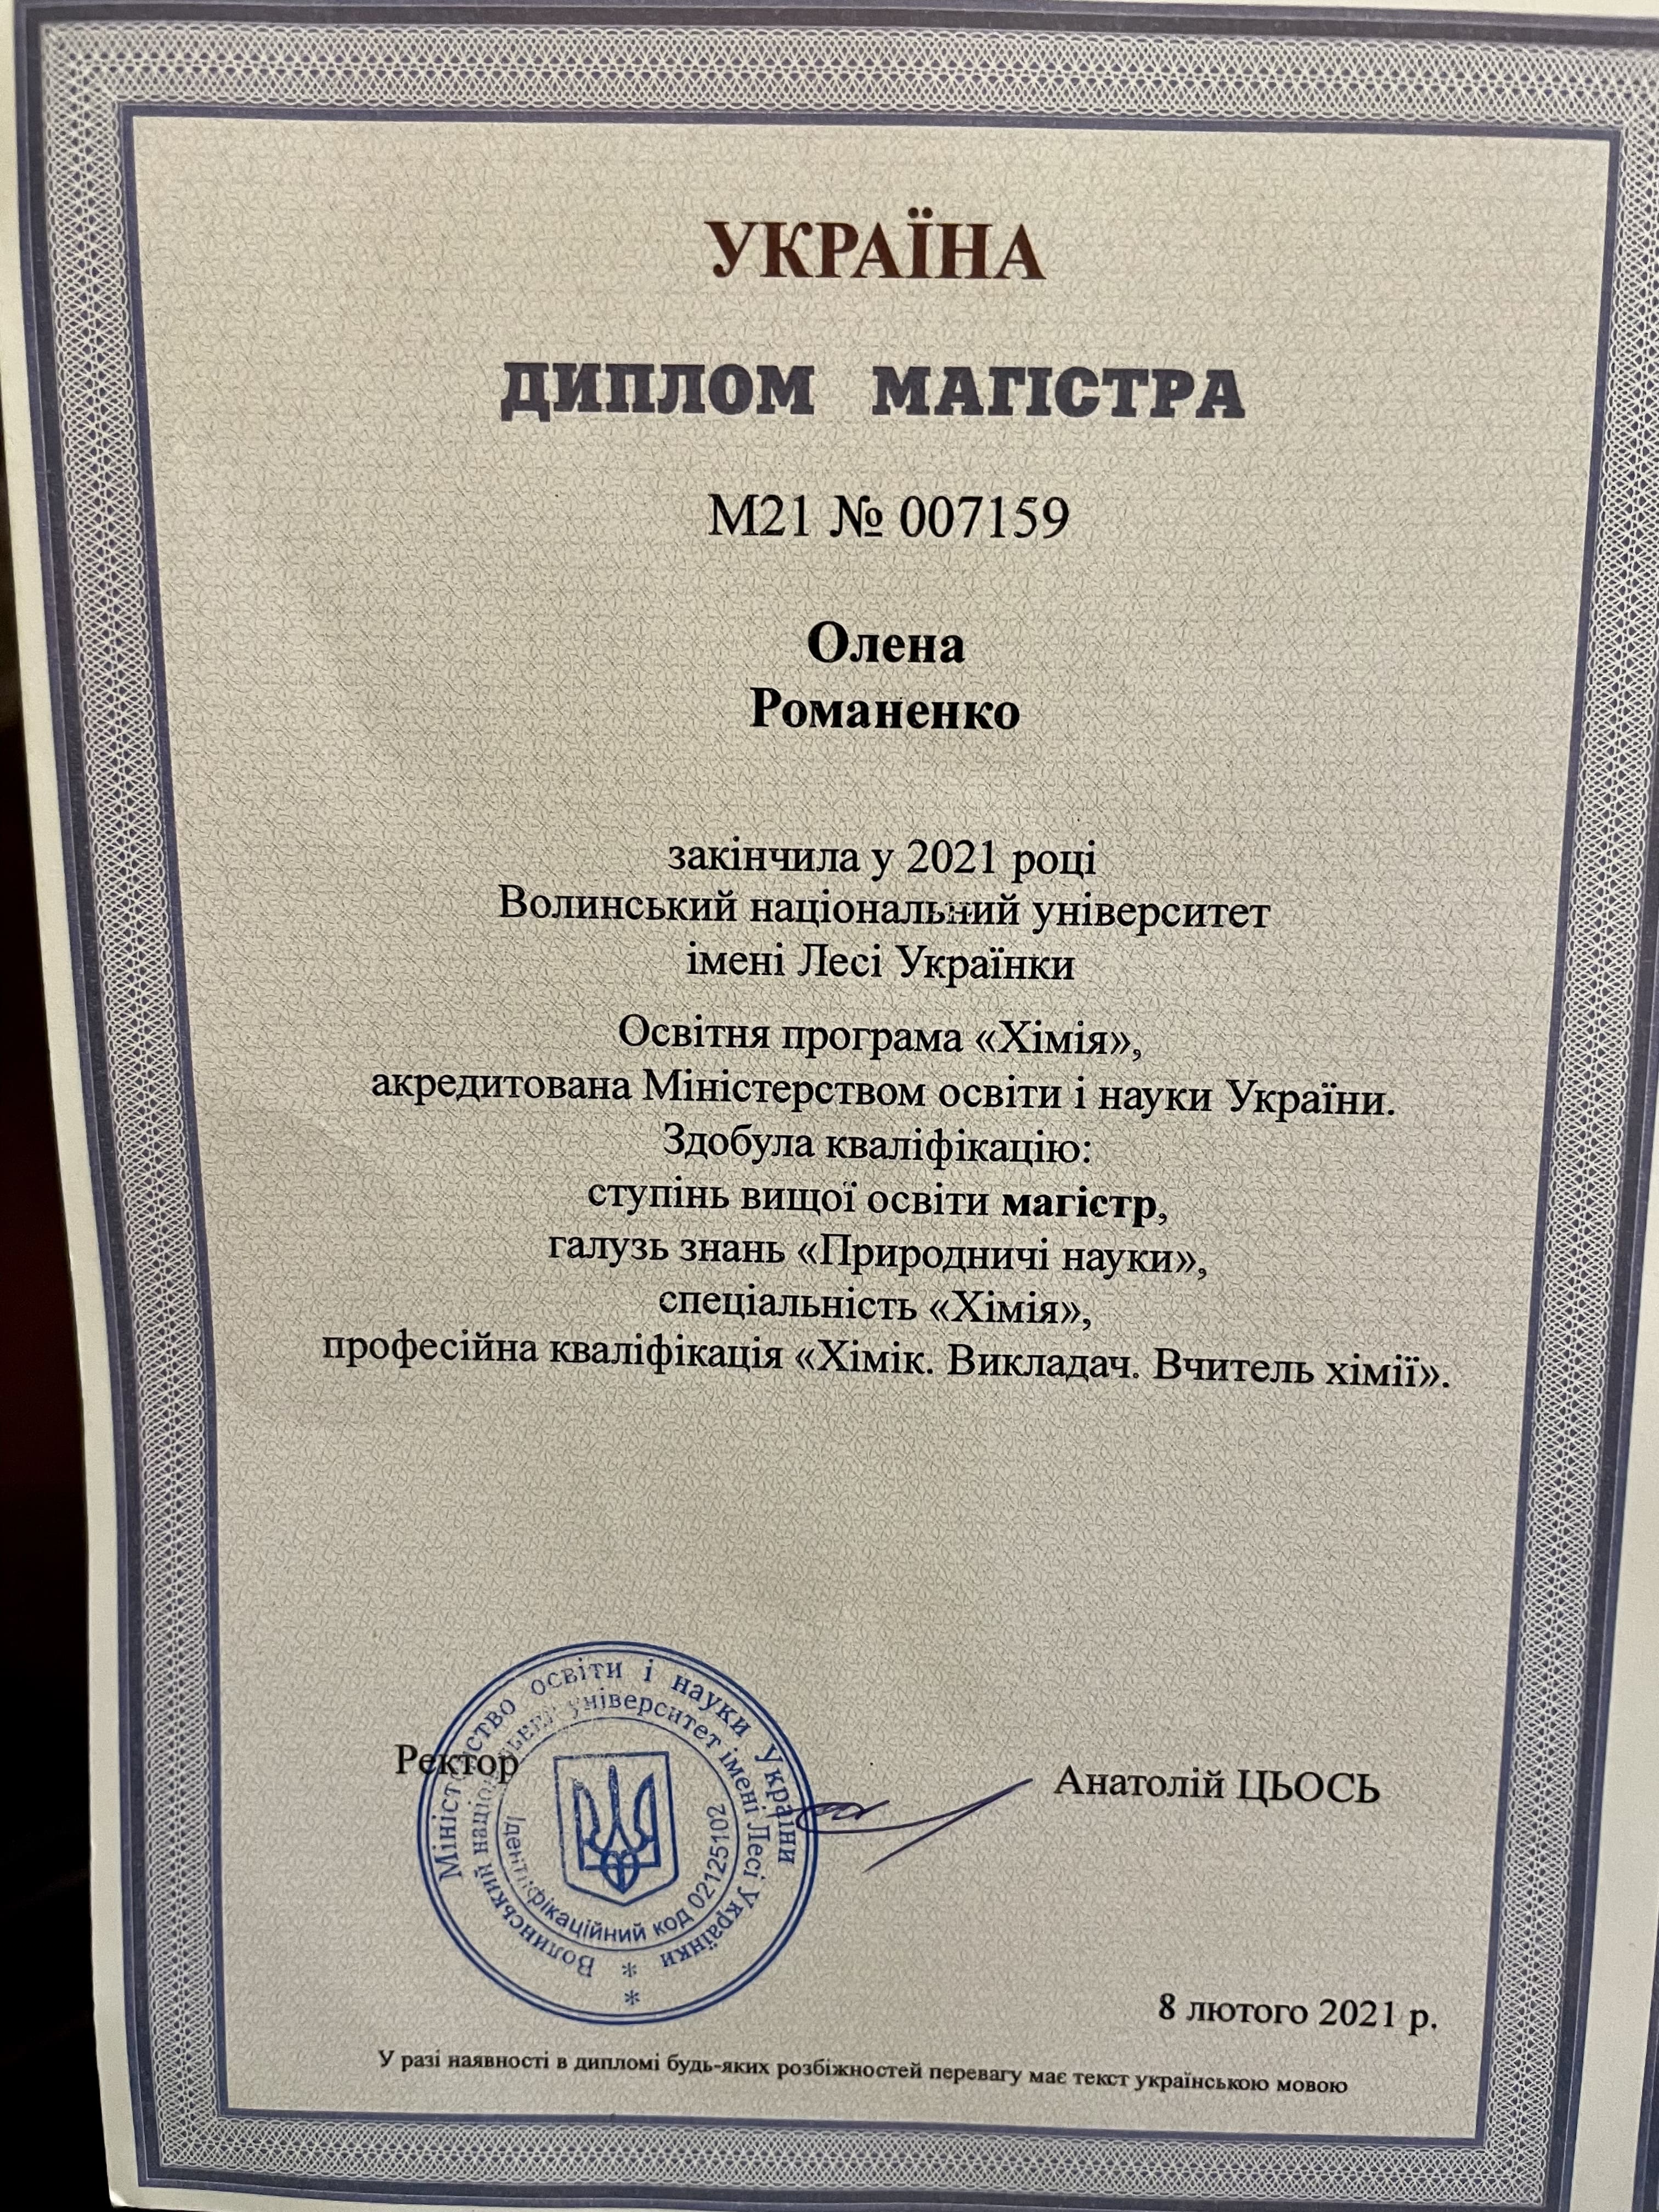 УКРАЇНА
ДИПЛОМ МАГІСТРА
М21 № 007159
Олена
Романенко
закінчила у 2021 році
Волинський національний університет
імені Лесі Українки
Освітня програма «Хімія»,
акредитована Міністерством освіти і науки України.
Здобула кваліфікацію:
ступінь вищої освіти магістр,
галузь знань «Природничі науки»,
спеціальність «Хімія»,
професійна кваліфікація «Хімік. Викладач. Вчитель хімії».
Ректор
Міністерство освіти і науки України *
Волинський національний університет імені Лесі Українки *
Ідентифікаційний код 02125102
Анатолій ЦЬОСЬ
8 лютого 2021 р.
У разі наявності в дипломі будь-яких розбіжностей перевагу має текст українською мовою